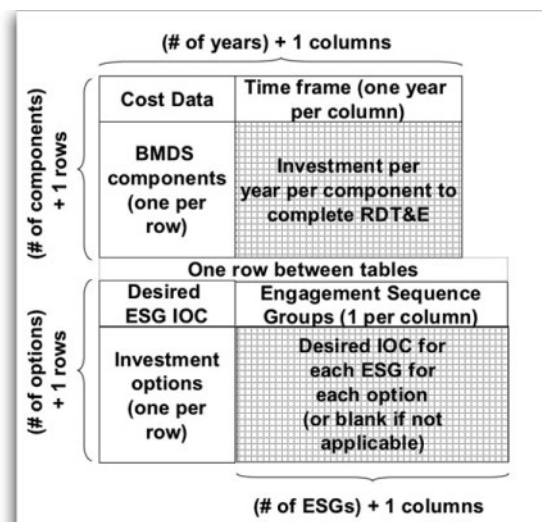 (# of years) + 1 columns
(# of components)
+ 1 rows
Cost Data
Time frame (one year
per column)
BMDS
components
(one per
row)
Investment per
year per component to
complete RDT&E
One row between tables
(# of options)
+ 1 rows
Desired
ESG IOC
Engagement Sequence
Groups (1 per column)
Investment
options
(one per
row)
Desired IOC for
each ESG for
each option
(or blank if not
applicable)
(# of ESGs) + 1 columns